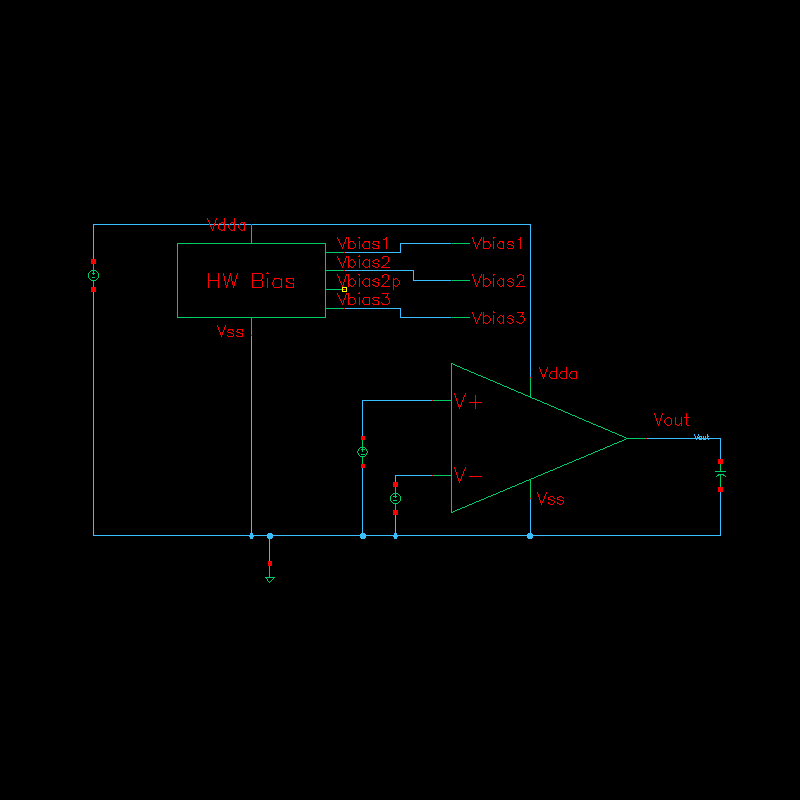 Vdda
Vbias1 Vbias1
Vbias2
HW Bias Vbias2p Vbias2
Vbias3
Vss Vbias3
Vdda
V+
Vout
Vout
V−
Vss